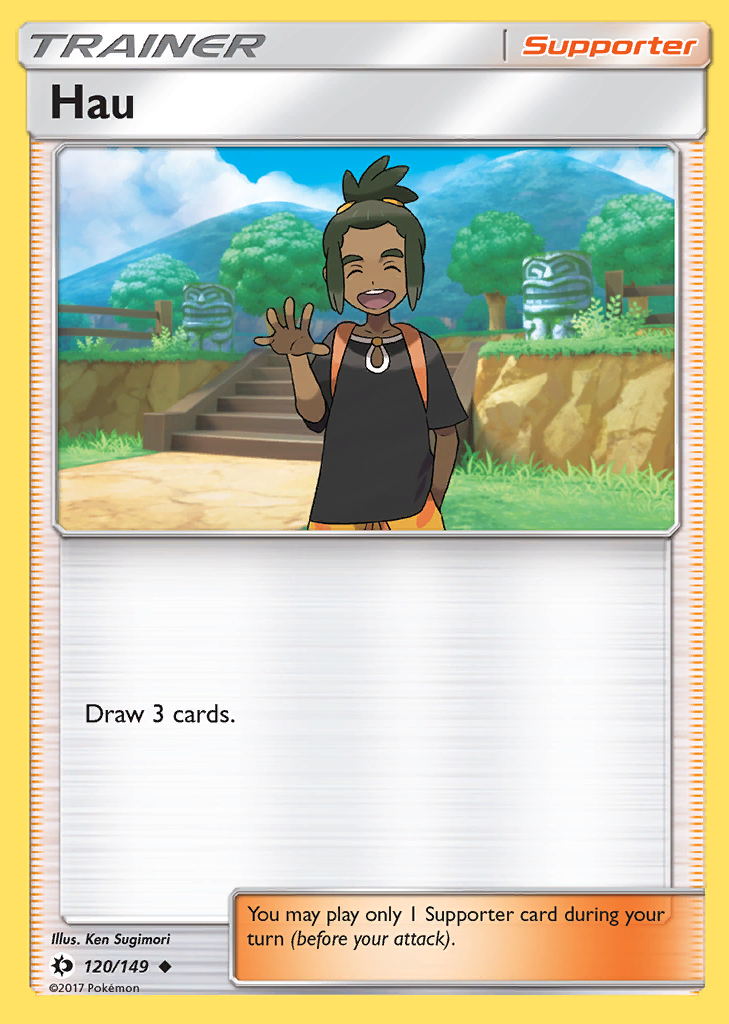 TRAINER | Supporter
Hau
Draw 3 cards.
You may play only 1 Supporter card during your
turn (before your attack).
Illus. Ken Sugimori
120/149
©2017 Pokémon